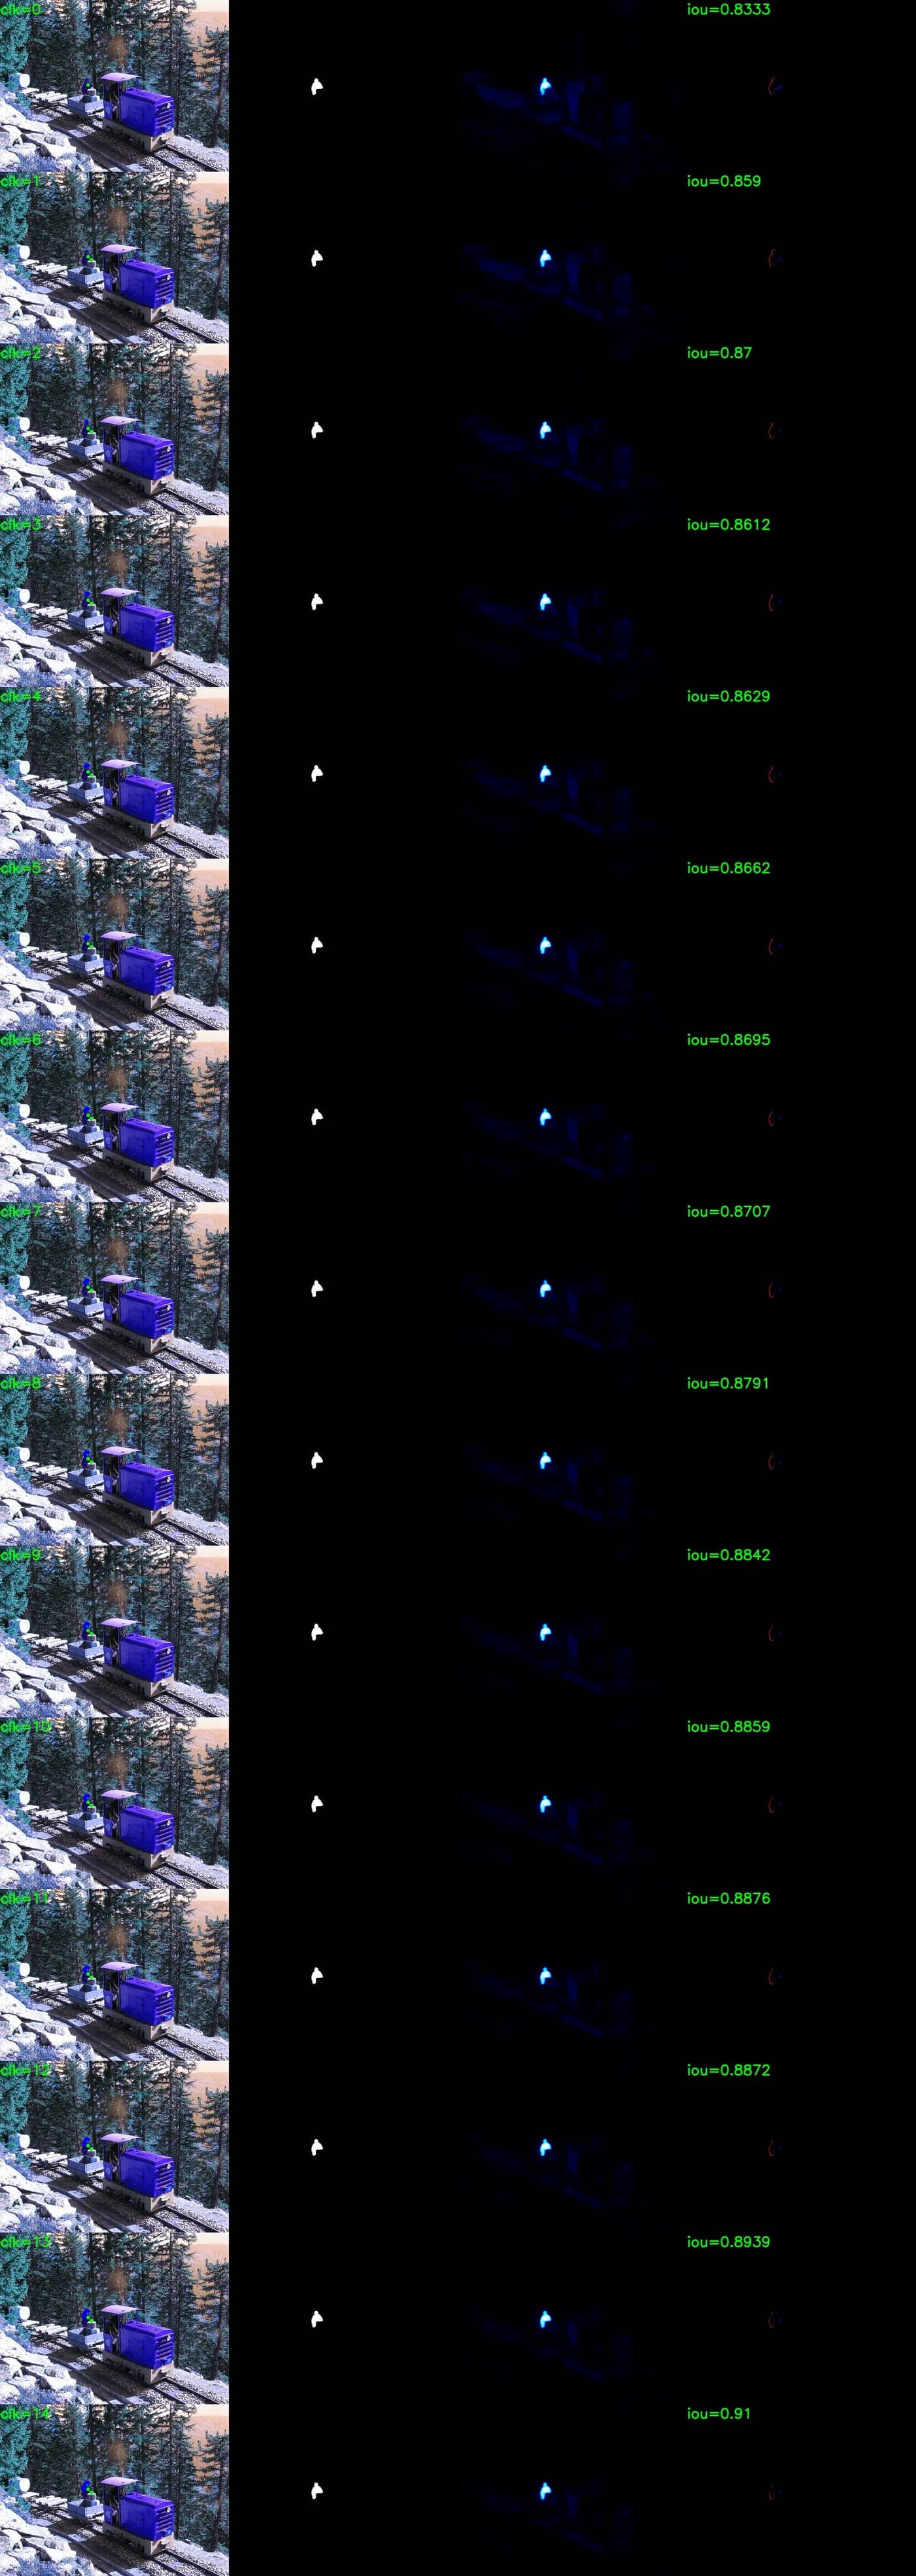 clk=0 iou=0.8333
clk=1 iou=0.859
clk=2 iou=0.87
clk=3 iou=0.8612
clk=4 iou=0.8629
clk=5 iou=0.8662
clk=6 iou=0.8695
clk=7 iou=0.8707
clk=8 iou=0.8791
clk=9 iou=0.8842
clk=10 iou=0.8859
clk=11 iou=0.8876
clk=12 iou=0.8872
clk=13 iou=0.8939
clk=14 iou=0.91